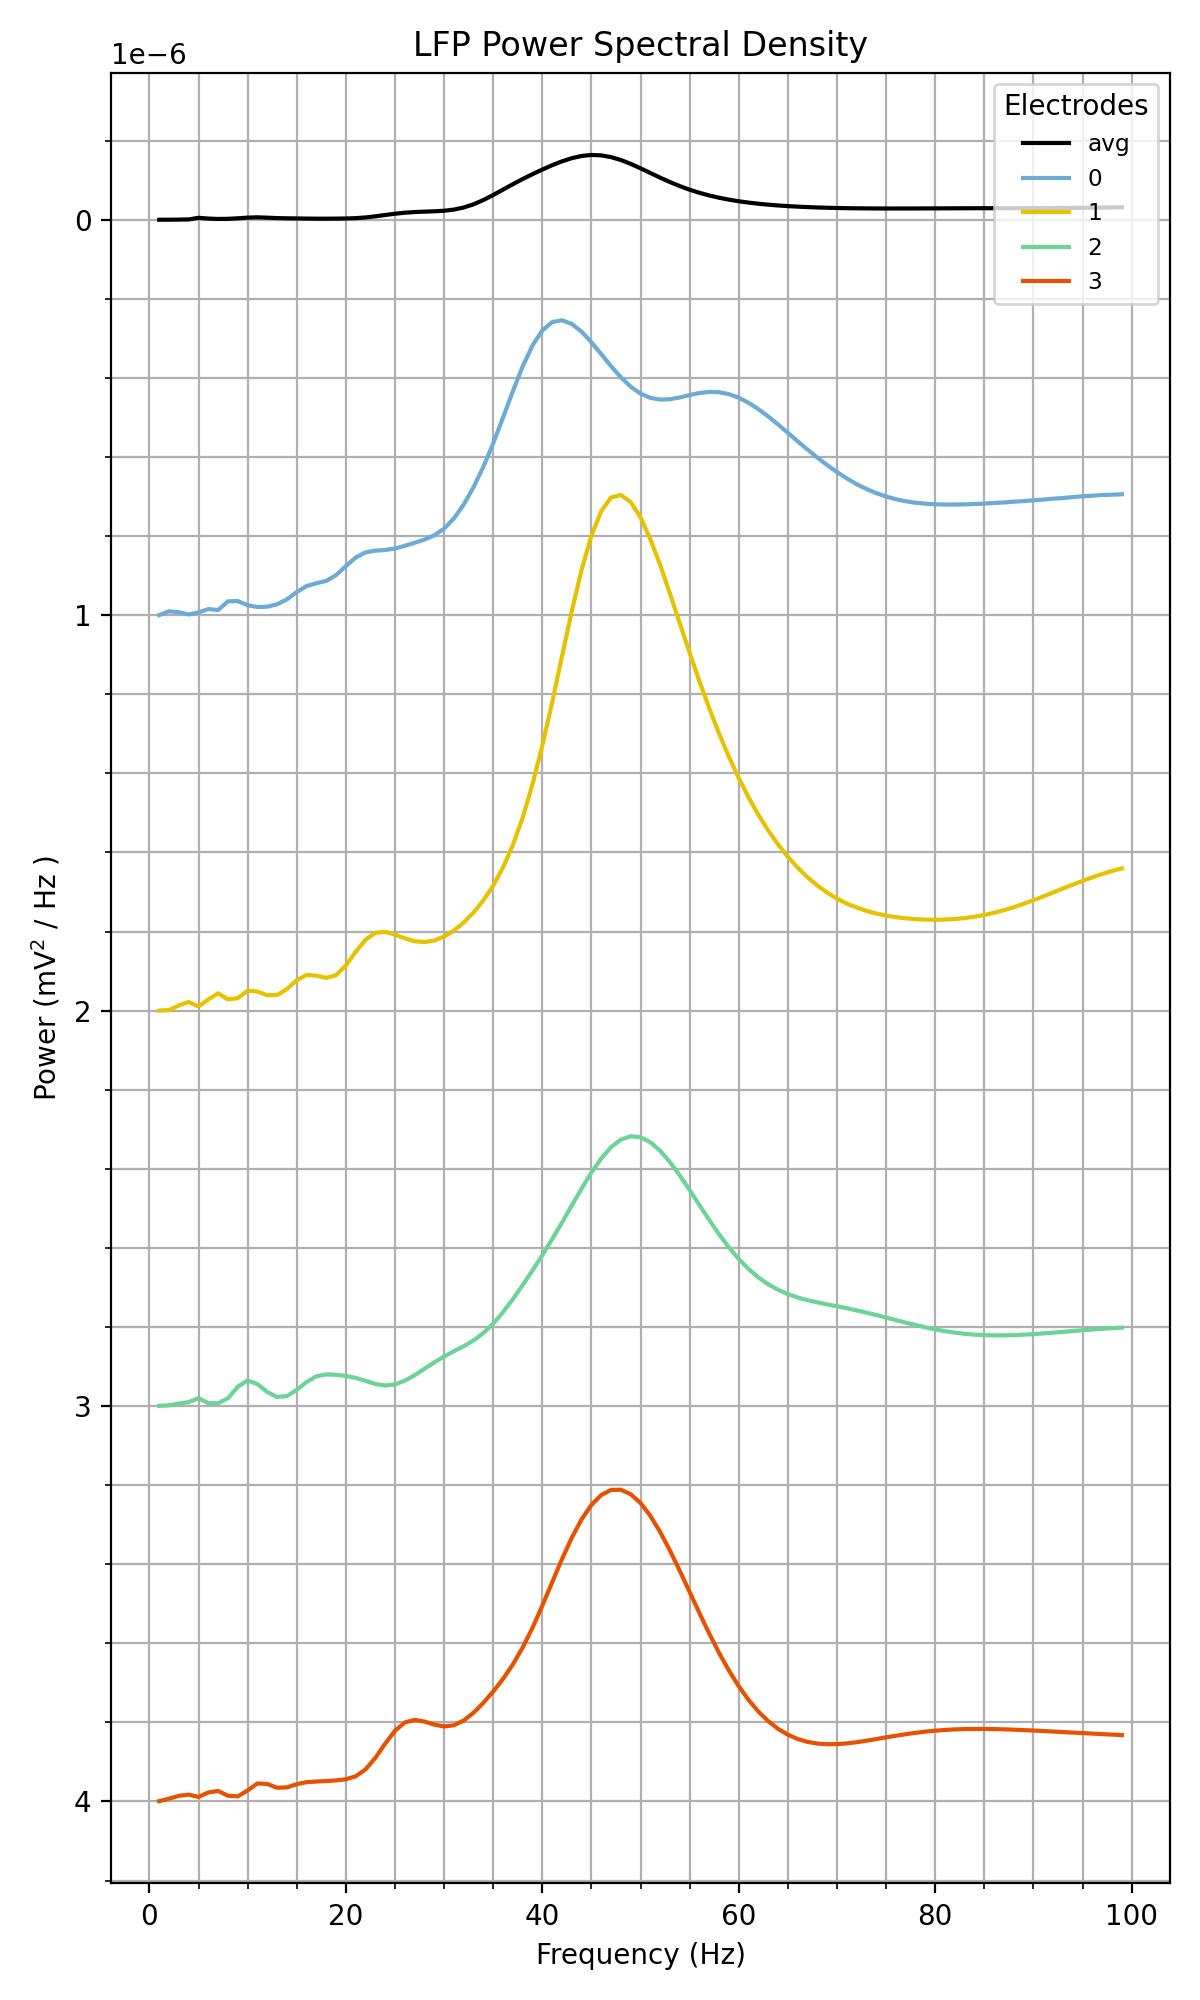 LFP Power Spectral Density
1e−6
Electrodes
avg
0
1
2
3
0
1
2
3
4
Power (mV² / Hz )
0 20 40 60 80 100
Frequency (Hz)